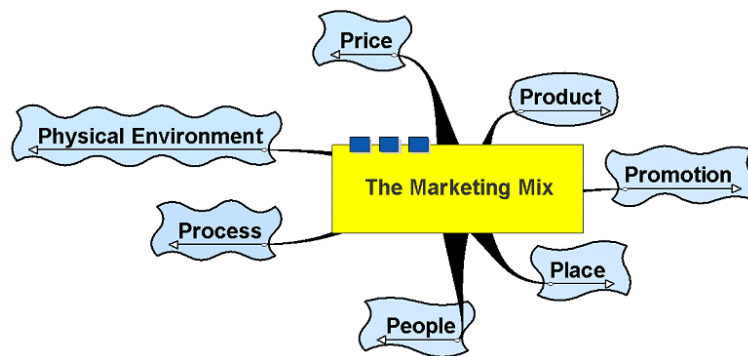 Price
Product
Physical Environment
The Marketing Mix
Promotion
Process
Place
People